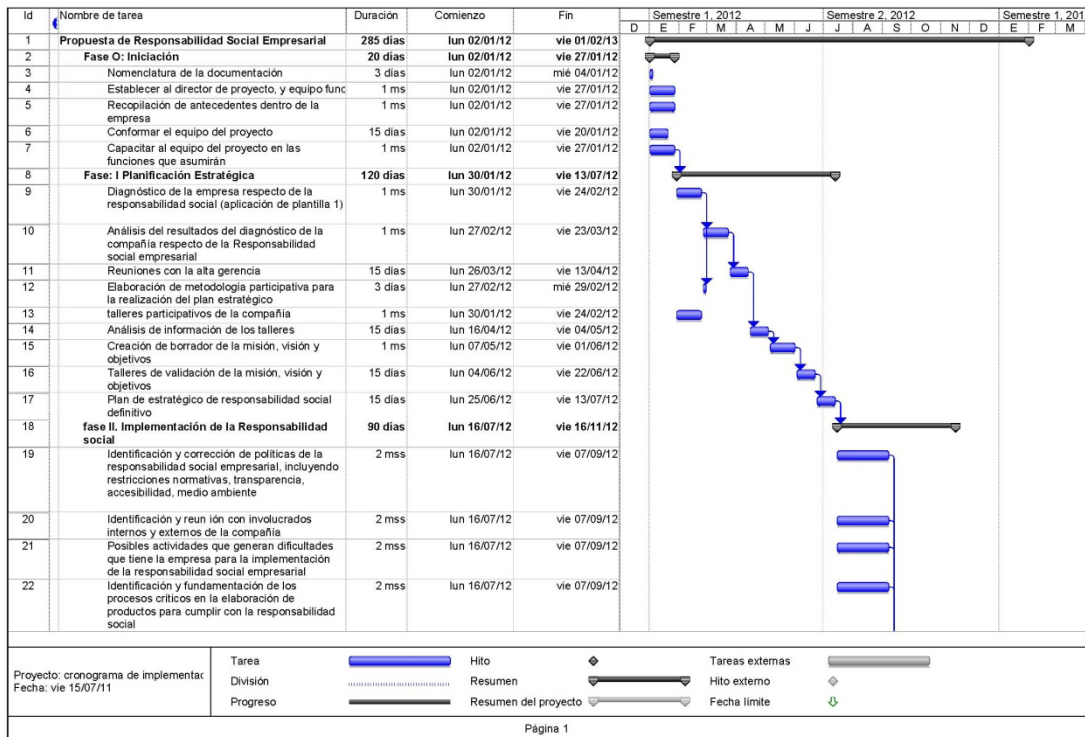 Id Nombre de tarea Duración Comienzo Fin
Semestre 1, 2012 Semestre 2, 2012 Semestre 1, 201
D E F M A M J J A S O N D E F M
1 Propuesta de Responsabilidad Social Empresarial 285 días lun 02/01/12 vie 01/02/13
2 Fase O: Iniciación 20 días lun 02/01/12 vie 27/01/12
3 Nomenclatura de la documentación 3 días lun 02/01/12 mié 04/01/12
4 Establecer al director de proyecto, y equipo func 1 ms lun 02/01/12 vie 27/01/12
5 Recopilación de antecedentes dentro de la 1 ms lun 02/01/12 vie 27/01/12
empresa
6 Conformar el equipo del proyecto 15 días lun 02/01/12 vie 20/01/12
7 Capacitar al equipo del proyecto en las 1 ms lun 02/01/12 vie 27/01/12
funciones que asumirán
8 Fase: I Planificación Estratégica 120 días lun 30/01/12 vie 13/07/12
9 Diagnóstico de la empresa respecto de la 1 ms lun 30/01/12 vie 24/02/12
responsabilidad social (aplicación de plantilla 1)
10 Análisis del resultados del diagnóstico de la 1 ms lun 27/02/12 vie 23/03/12
compañía respecto de la Responsabilidad
social empresarial
11 Reuniones con la alta gerencia 15 días lun 26/03/12 vie 13/04/12
12 Elaboración de metodología participativa para 3 días lun 27/02/12 mié 29/02/12
la realización del plan estratégico
13 talleres participativos de la compañía 1 ms lun 30/01/12 vie 24/02/12
14 Análisis de información de los talleres 15 días lun 16/04/12 vie 04/05/12
15 Creación de borrador de la misión, visión y 1 ms lun 07/05/12 vie 01/06/12
objetivos
16 Talleres de validación de la misión, visión y 15 días lun 04/06/12 vie 22/06/12
objetivos
17 Plan de estratégico de responsabilidad social 15 días lun 25/06/12 vie 13/07/12
definitivo
18 fase II. Implementación de la Responsabilidad 90 días lun 16/07/12 vie 16/11/12
social
19 Identificación y corrección de políticas de la 2 mss lun 16/07/12 vie 07/09/12
responsabilidad social empresarial, incluyendo
restricciones normativas, transparencia,
accesibilidad, medio ambiente
20 Identificación y reun ión con involucrados 2 mss lun 16/07/12 vie 07/09/12
internos y externos de la compañía
21 Posibles actividades que generan dificultades 2 mss lun 16/07/12 vie 07/09/12
que tiene la empresa para la implementación
de la responsabilidad social empresarial
22 Identificación y fundamentación de los 2 mss lun 16/07/12 vie 07/09/12
procesos críticos en la elaboración de
productos para cumplir con la responsabilidad
social
Proyecto: cronograma de implementac
Fecha: vie 15/07/11
Tarea Hito Tareas externas
División Resumen Hito externo
Progreso Resumen del proyecto Fecha límite
Página 1